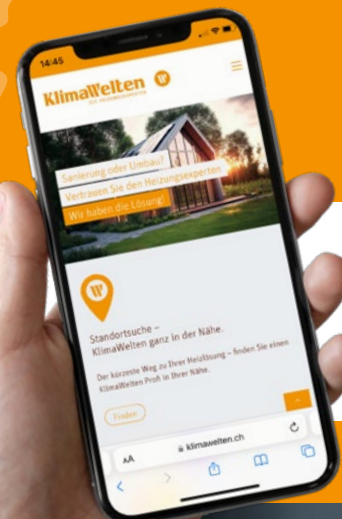 14:45
KlimaWelten
DIE HEIZUNGSEXPERTEN
Sanierung oder Umbau?
Vertrauen Sie den Heizungsexperten
Wir haben die Lösung!
Standortsuche –
KlimaWelten ganz in der Nähe.
Der kürzeste Weg zu Ihrer Heizlösung – finden Sie einen
KlimaWelten Profi in Ihrer Nähe.
Finden
AA
klimawelten.ch